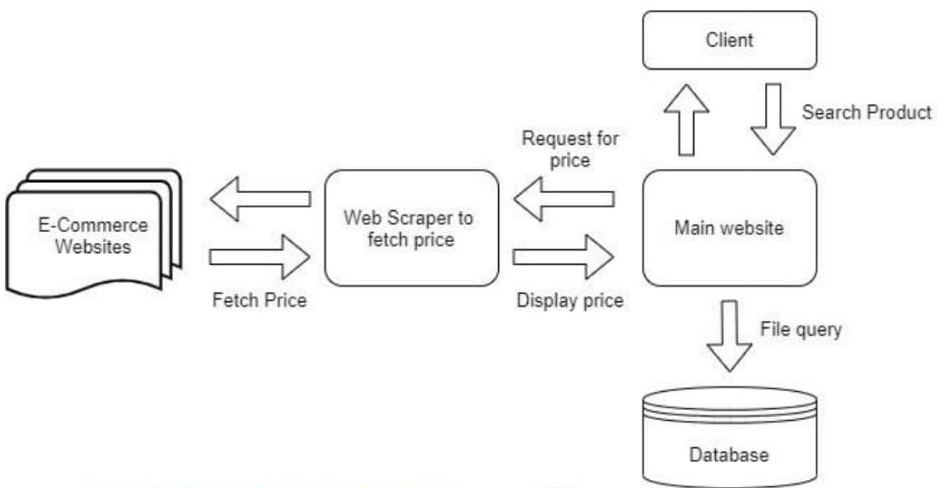 Client
Search Product
Request for
price
E-Commerce
Websites
Web Scraper to
fetch price
Main website
Fetch Price
Display price
File query
Database